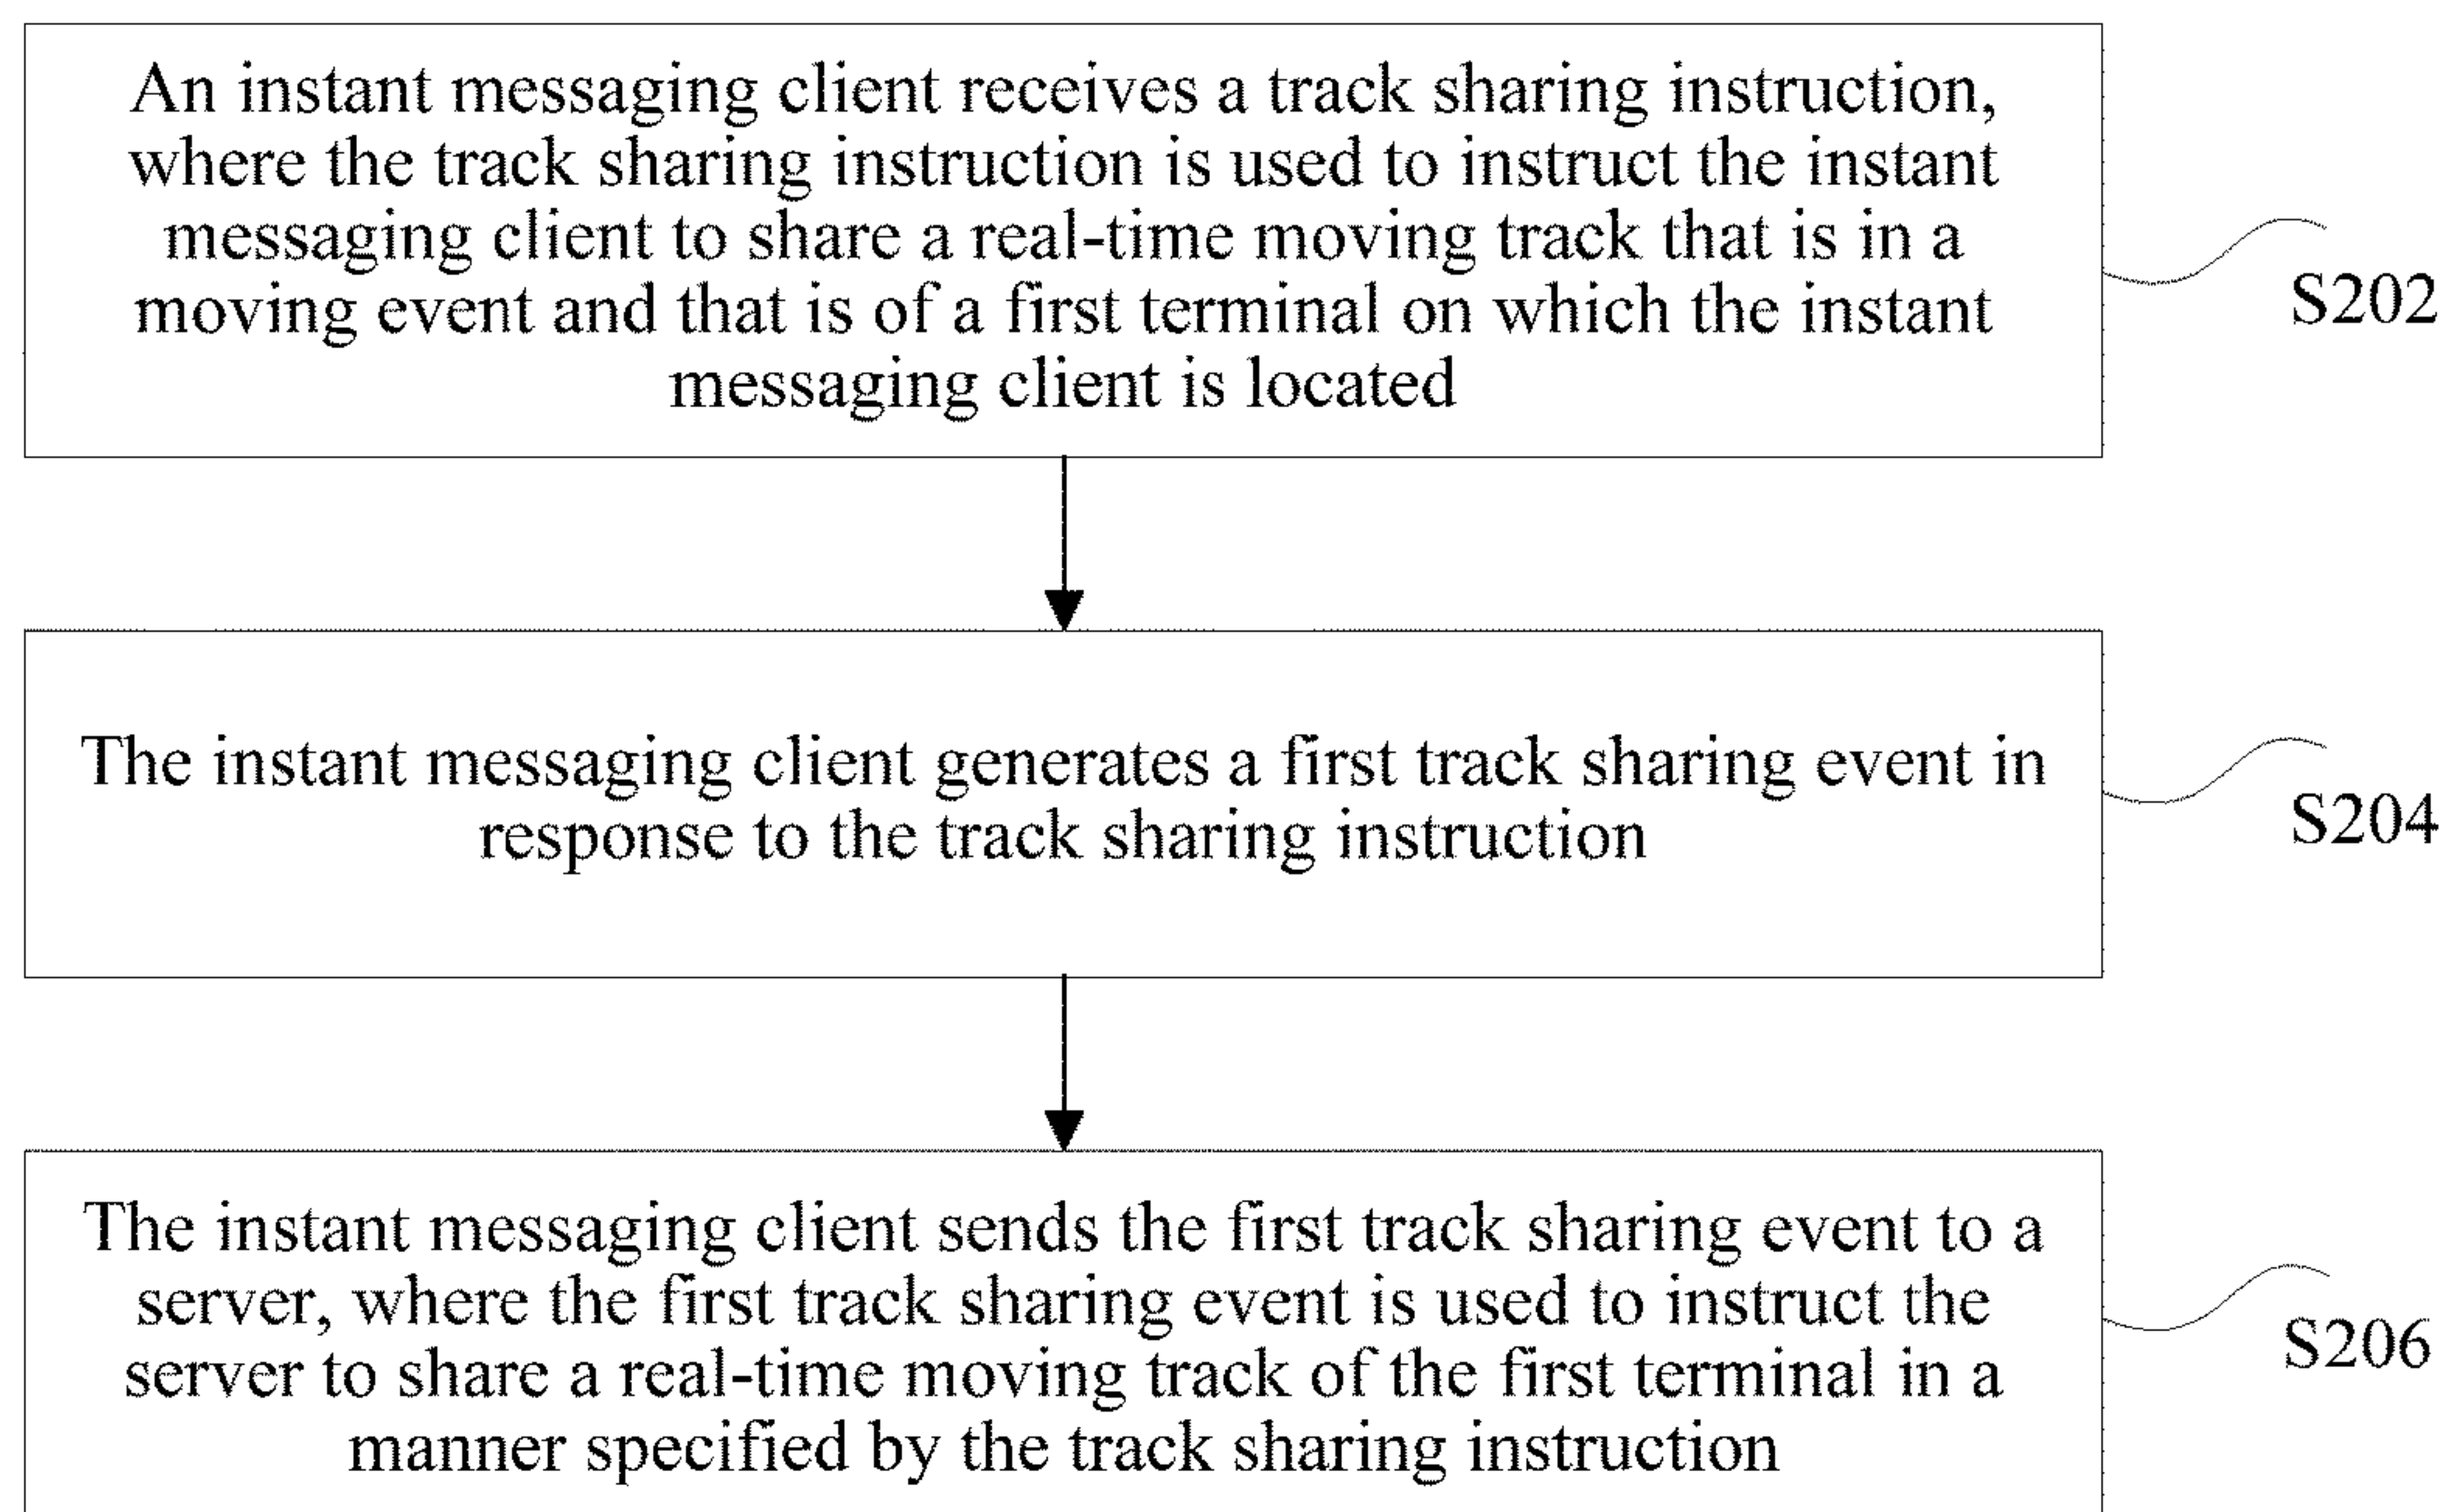 An instant messaging client receives a track sharing instruction,
where the track sharing instruction is used to instruct the instant
messaging client to share a real-time moving track that is in a
moving event and that is of a first terminal on which the instant
messaging client is located
S202
The instant messaging client generates a first track sharing event in
response to the track sharing instruction
S204
The instant messaging client sends the first track sharing event to a
server, where the first track sharing event is used to instruct the
server to share a real-time moving track of the first terminal in a
manner specified by the track sharing instruction
S206